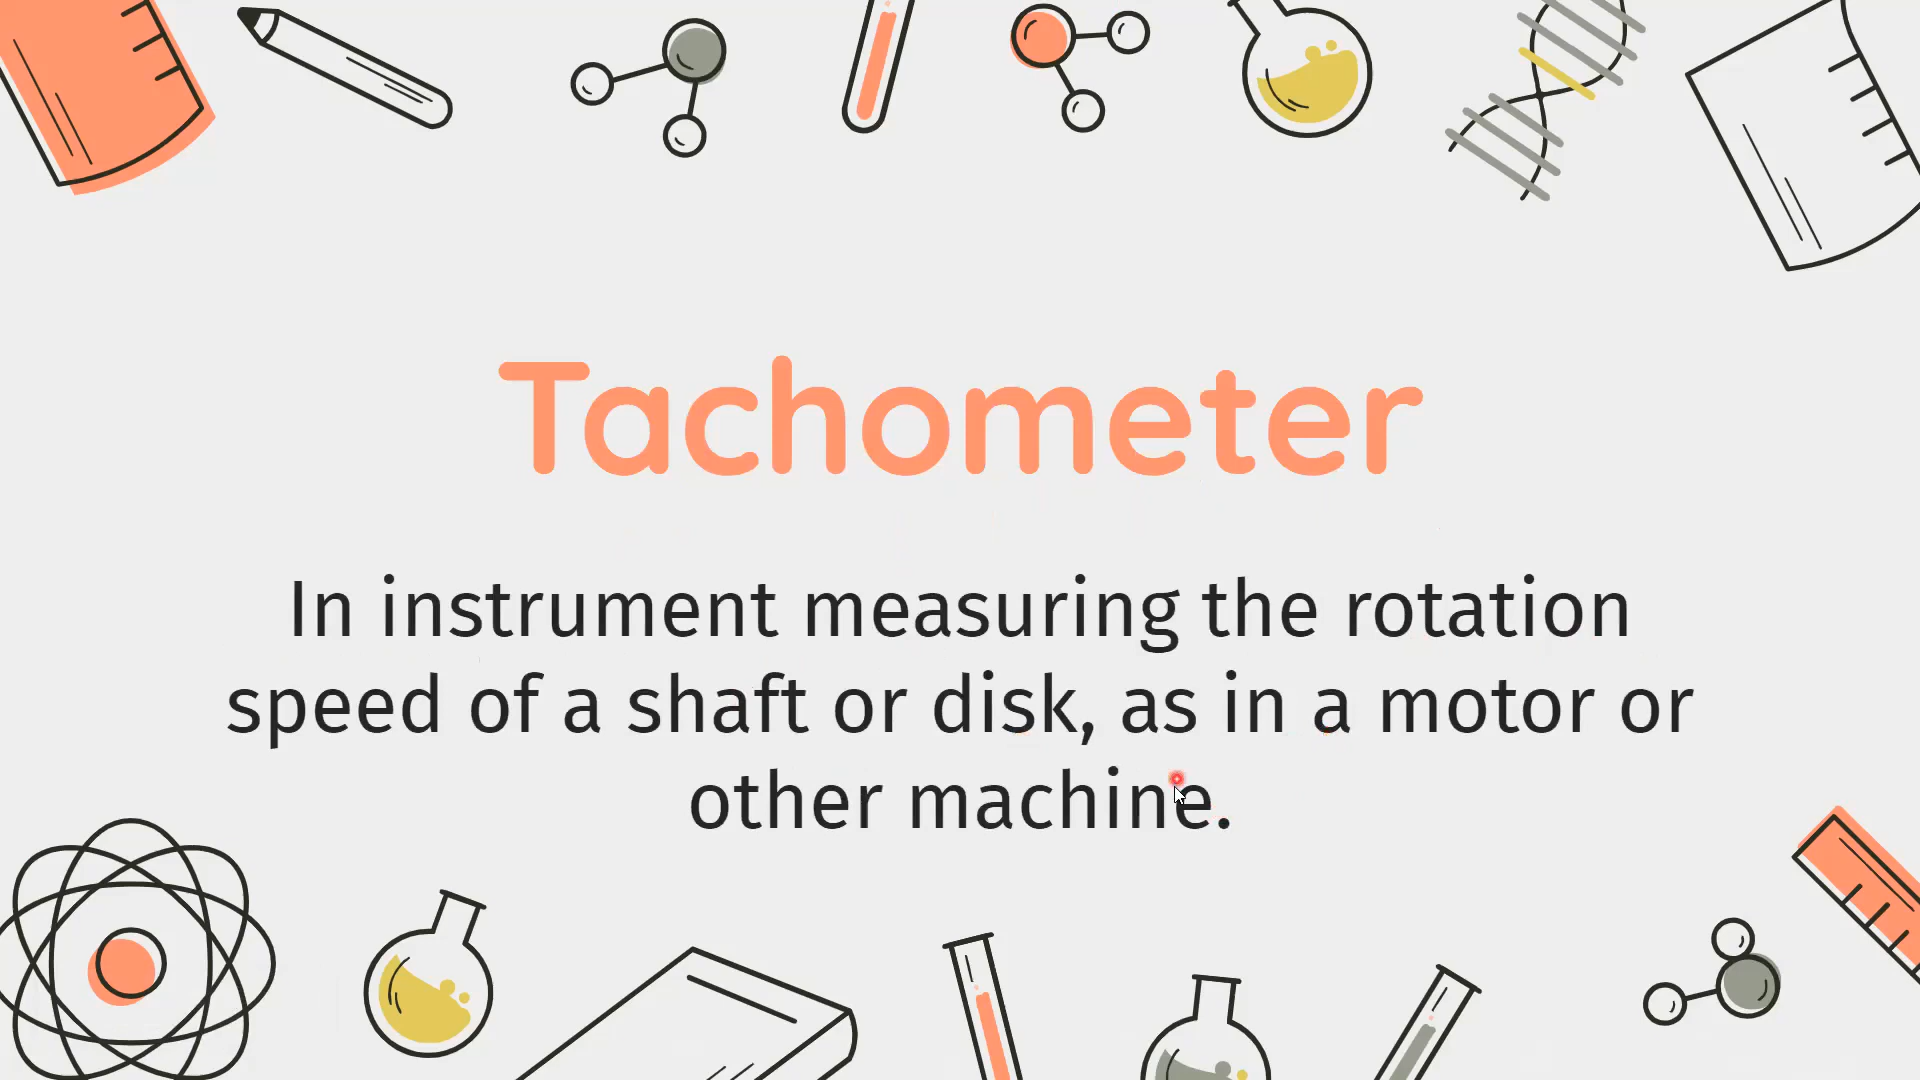 Tachometer
In instrument measuring the rotation
speed of a shaft or disk, as in a motor or
other machine.